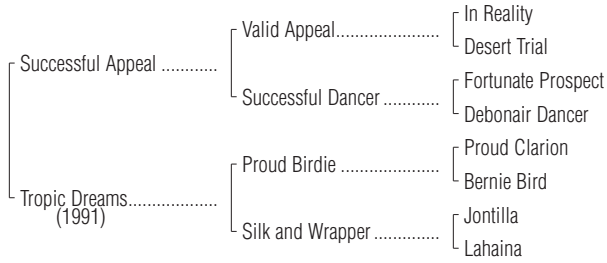 In Reality
Valid Appeal....................
Desert Trial
Successful Appeal ............
Fortunate Prospect
Successful Dancer ............
Debonair Dancer
Proud Clarion
Proud Birdie .....................
Bernie Bird
Tropic Dreams...................
(1991)
Jontilla
Silk and Wrapper ..............
Lahaina